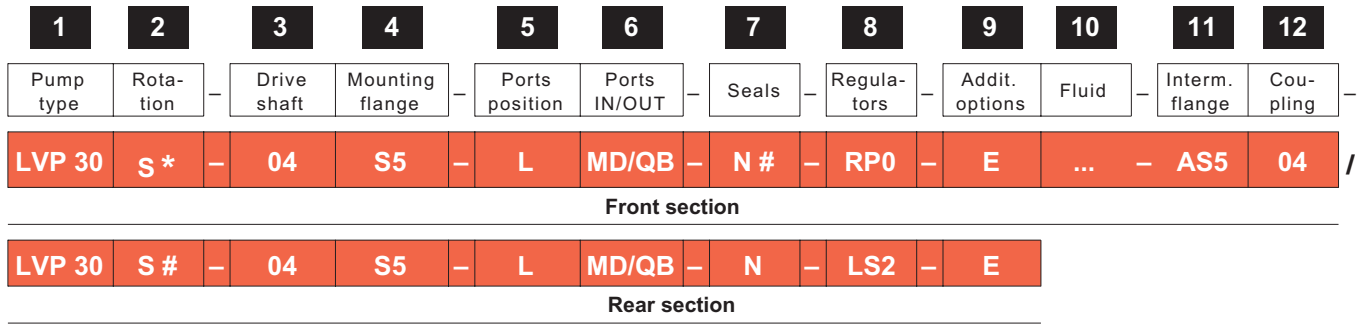 1 2 3 4 5 6 7 8 9 10 11 12
Pump Rota- Drive Mounting Ports Ports Seals Regula- Addit. Fluid Interm. Cou-
type tion – shaft flange – position IN/OUT – – tors – options – flange pling –
LVP 30 S * – 04 S5 – L MD/QB – N # – RP0 – E ... – AS5 04 /
Front section
LVP 30 S # – 04 S5 – L MD/QB – N – LS2 – E
Rear section